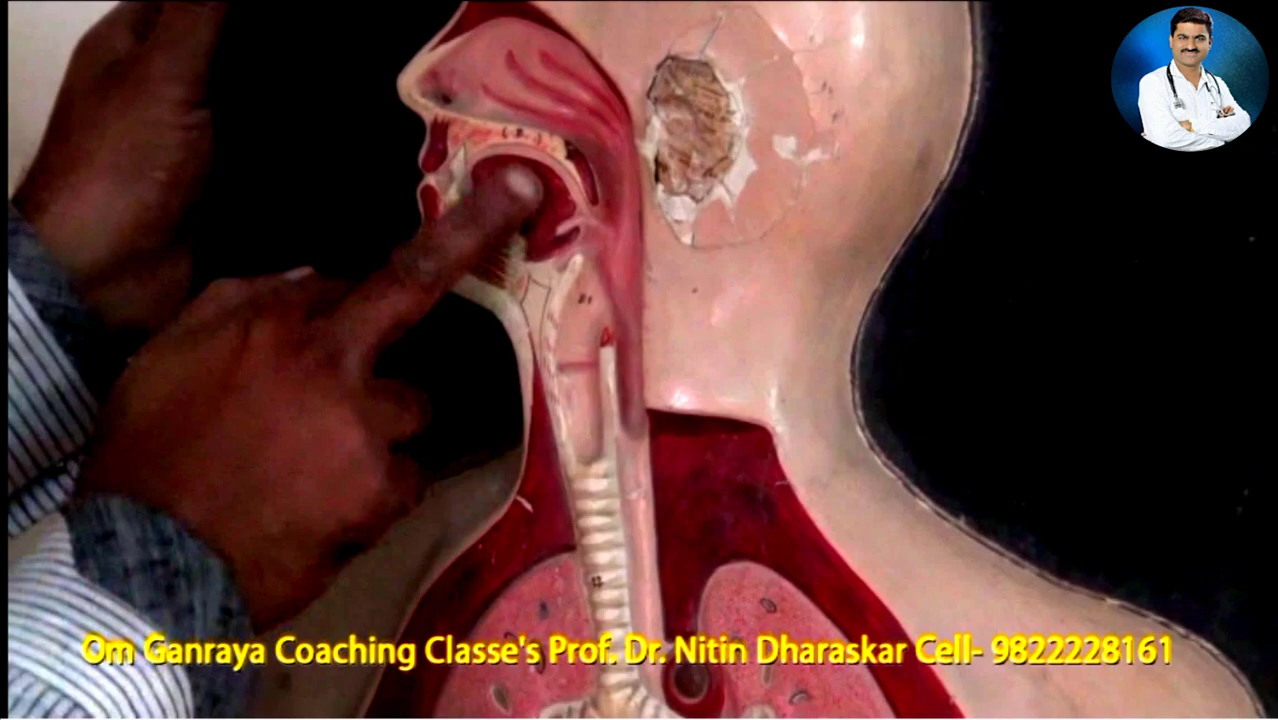 Om Ganraya Coaching Classe's Prof. Dr. Nitin Dharaskar Cell- 9822228161